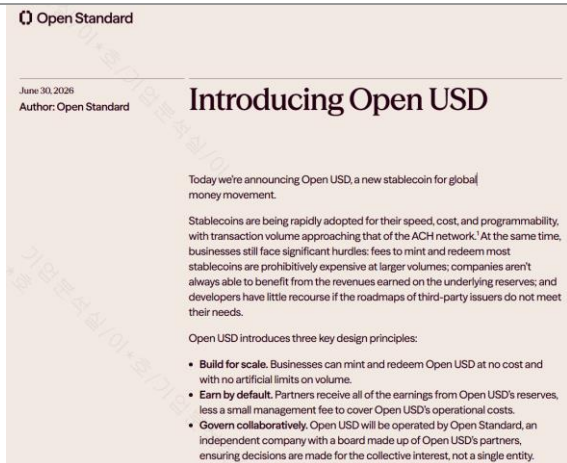 Open Standard
June 30, 2026
Author: Open Standard
Introducing Open USD
Today we're announcing Open USD, a new stablecoin for global
money movement.
Stablecoins are being rapidly adopted for their speed, cost, and programmability,
with transaction volume approaching that of the ACH network.¹ At the same time,
businesses still face significant hurdles: fees to mint and redeem most
stablecoins are prohibitively expensive at larger volumes; companies aren't
always able to benefit from the revenues earned on the underlying reserves; and
developers have little recourse if the roadmaps of third-party issuers do not meet
their needs.
Open USD introduces three key design principles:
• Build for scale. Businesses can mint and redeem Open USD at no cost and
with no artificial limits on volume.
• Earn by default. Partners receive all of the earnings from Open USD's reserves,
less a small management fee to cover Open USD's operational costs.
• Govern collaboratively. Open USD will be operated by Open Standard, an
independent company with a board made up of Open USD's partners,
ensuring decisions are made for the collective interest, not a single entity.